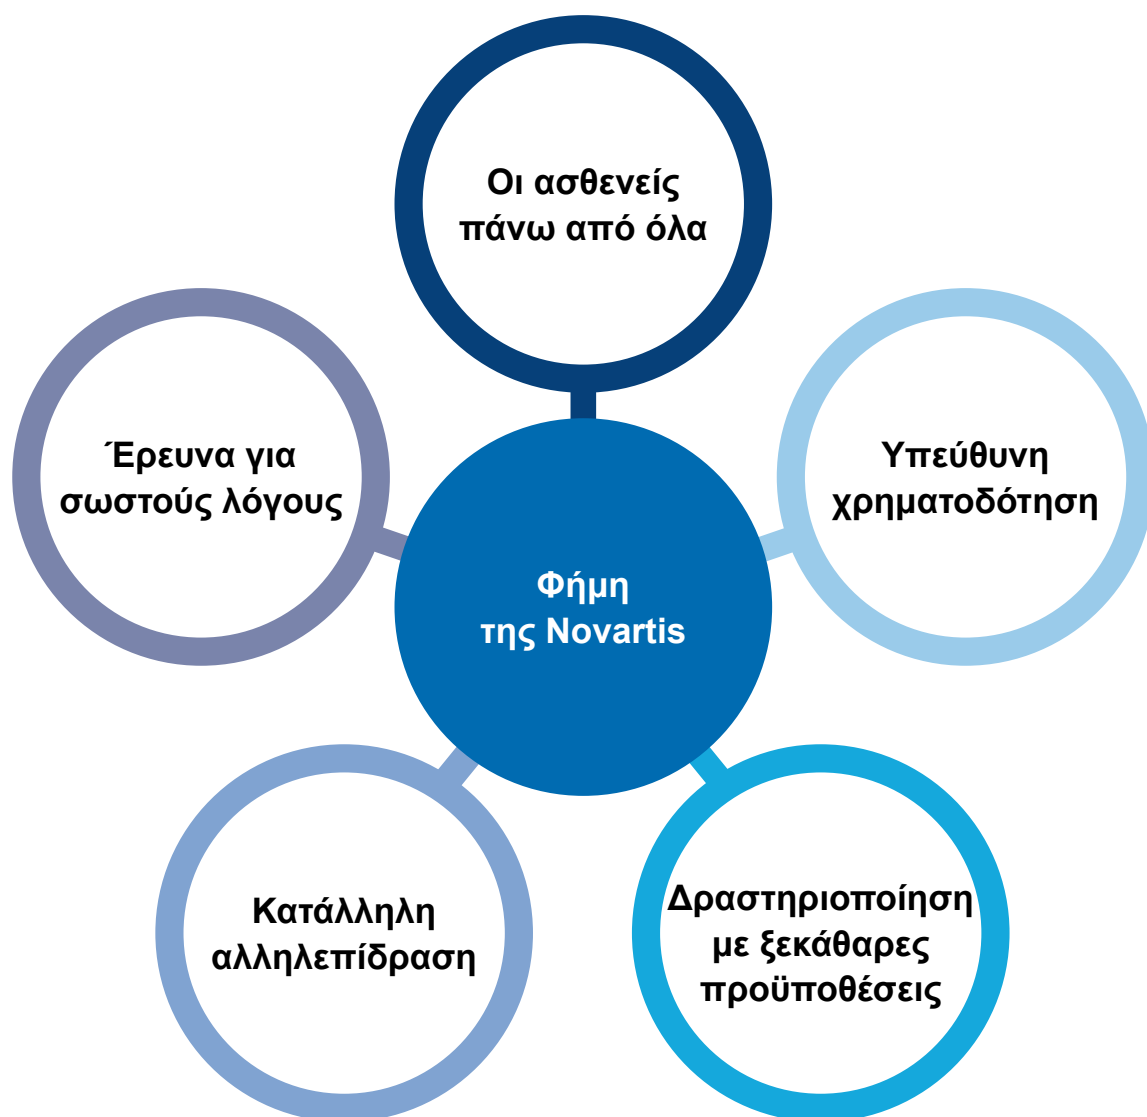 Οι ασθενείς
πάνω από όλα
Έρευνα για
σωστούς λόγους
Υπεύθυνη
χρηματοδότηση
Φήμη
της Novartis
Κατάλληλη
αλληλεπίδραση
Δραστηριοποίηση
με ξεκάθαρες
προϋποθέσεις